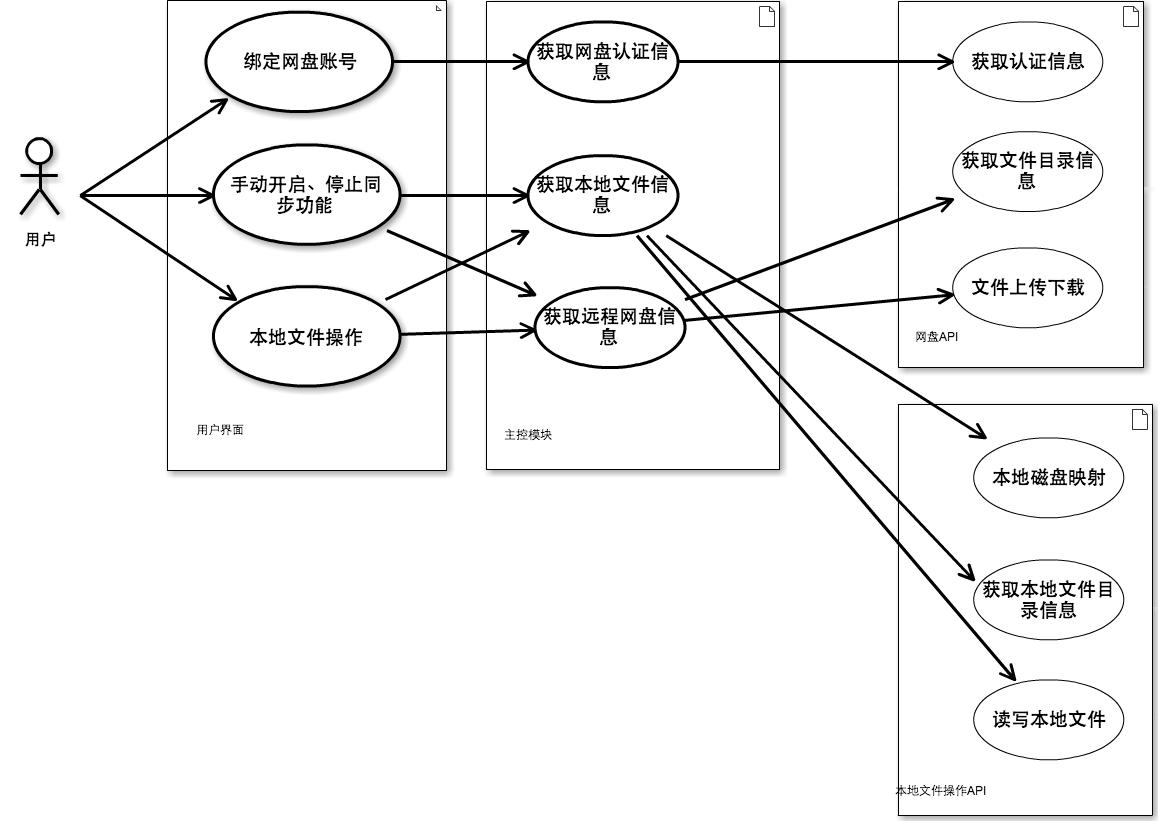 绑定网盘账号
手动开启、停止同
步功能
本地文件操作
用户
用户界面
获取网盘认证信
息
获取本地文件信
息
获取远程网盘信
息
主控模块
获取认证信息
获取文件目录信
息
文件上传下载
网盘API
本地磁盘映射
获取本地文件目
录信息
读写本地文件
本地文件操作API